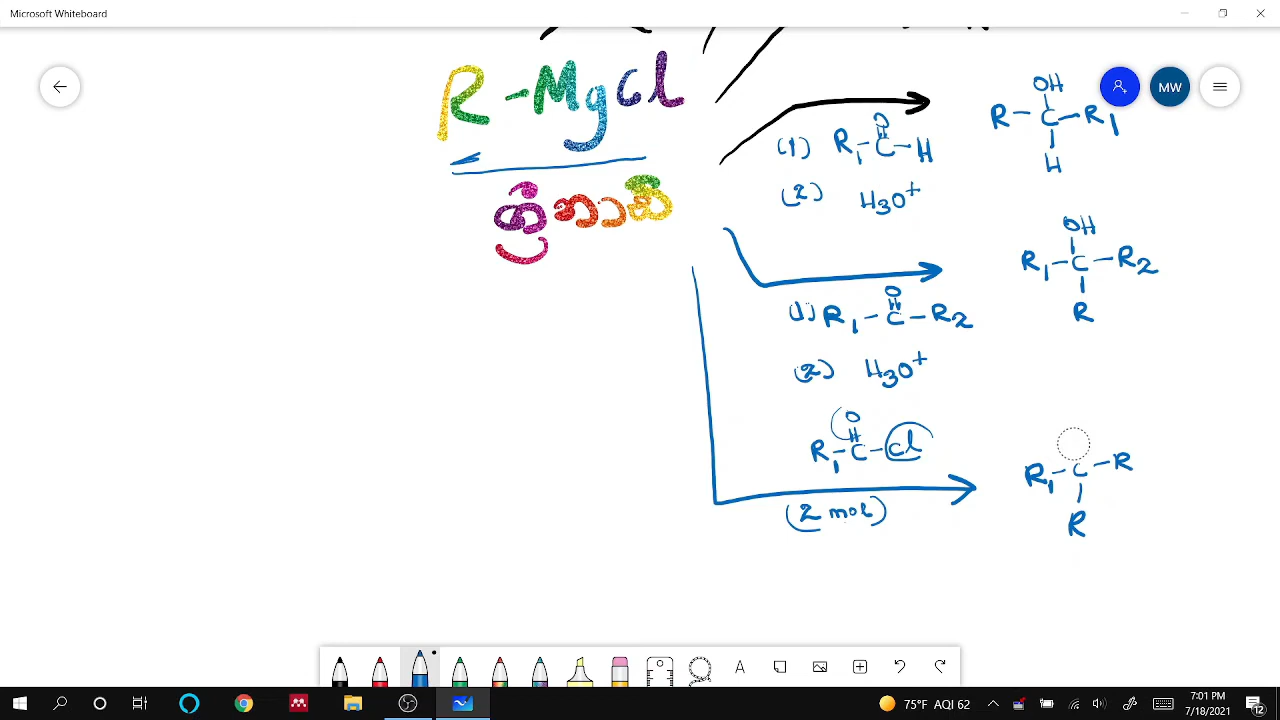 Microsoft Whiteboard
MW
R-MgCl
OH
R-C-R1
H
(1) R1-C-H
O
(2) H3O+
OH
R1-C-R2
R
(1) R1-C-R2
O
(2) H3O+
O
R1-C-Cl
(2 mol)
R1-C-R
R
A
75°F AQI 62
7:01 PM
7/18/2021
12